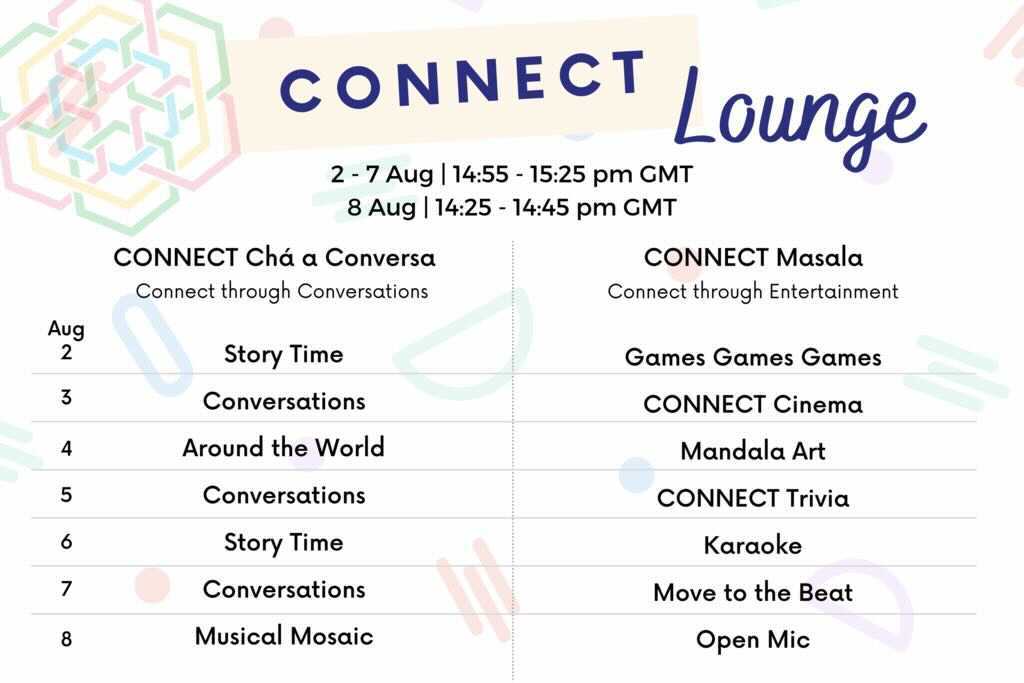 CONNECT
Lounge
2 - 7 Aug | 14:55 - 15:25 pm GMT
8 Aug | 14:25 - 14:45 pm GMT
CONNECT Chá a Conversa
Connect through Conversations
CONNECT Masala
Connect through Entertainment
Aug
2 Story Time Games Games Games
3 Conversations CONNECT Cinema
4 Around the World Mandala Art
5 Conversations CONNECT Trivia
6 Story Time Karaoke
7 Conversations Move to the Beat
8 Musical Mosaic Open Mic